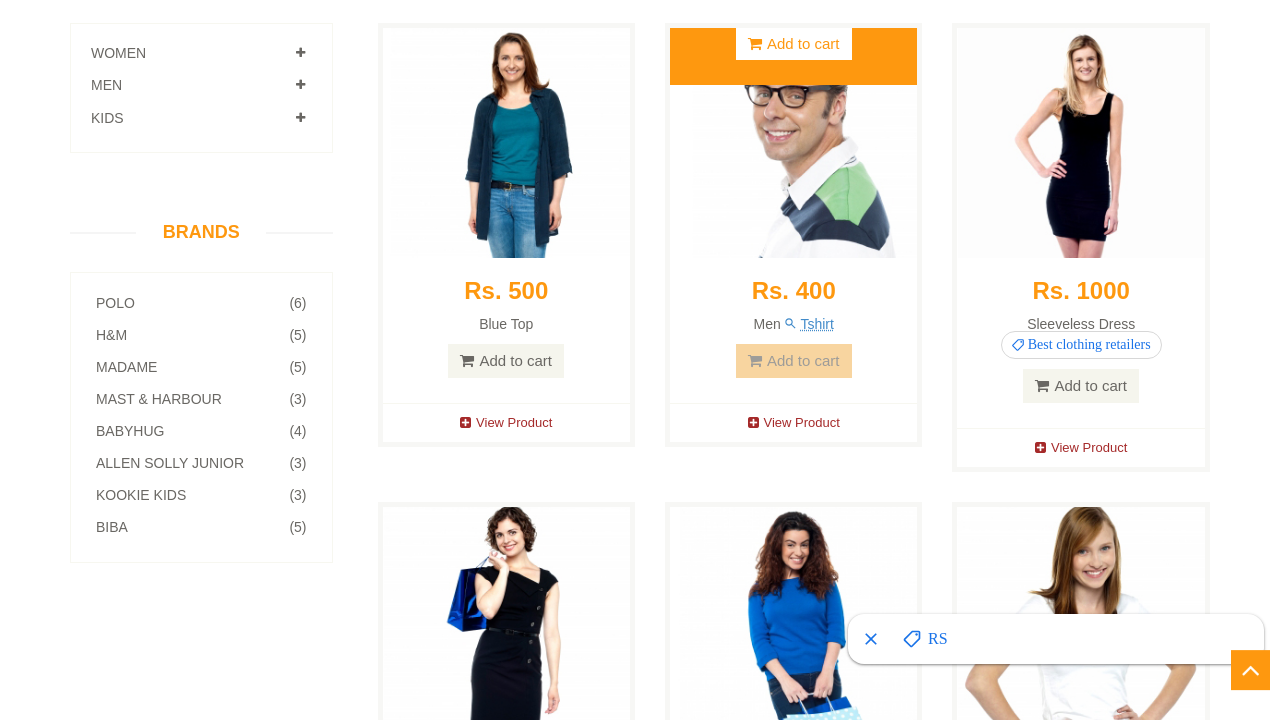 WOMEN
MEN
KIDS
BRANDS
POLO (6)
H&M (5)
MADAME (5)
MAST & HARBOUR (3)
BABYHUG (4)
ALLEN SOLLY JUNIOR (3)
KOOKIE KIDS (3)
BIBA (5)
Rs. 500
Blue Top
Add to cart
View Product
Add to cart
Rs. 400
Men Tshirt
Add to cart
View Product
Rs. 1000
Sleeveless Dress
Best clothing retailers
Add to cart
View Product
RS